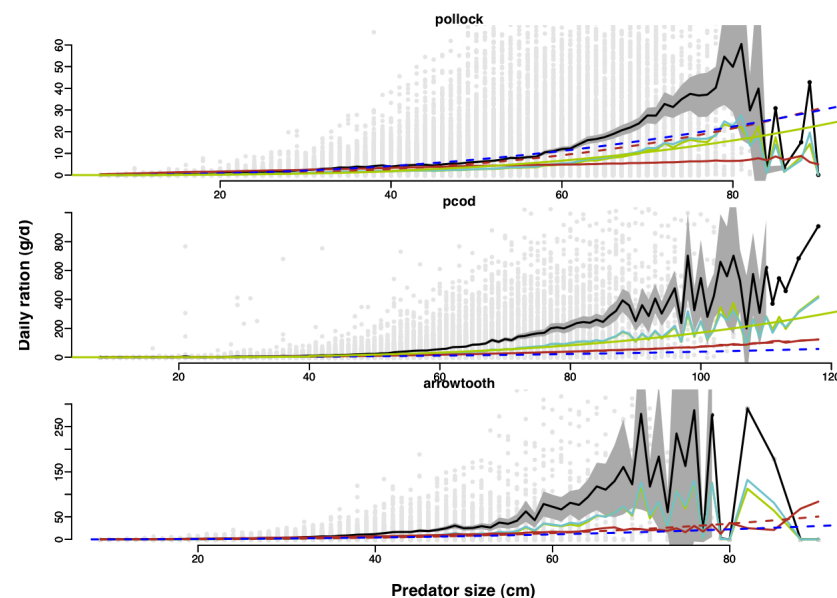 pollock
0 10 20 30 40 50 60
20 40 60 80
pcod
Daily ration (g/d)
0 200 400 600 800
20 40 60 80 100 120
arrowtooth
0 50 150 250
20 40 60 80
Predator size (cm)